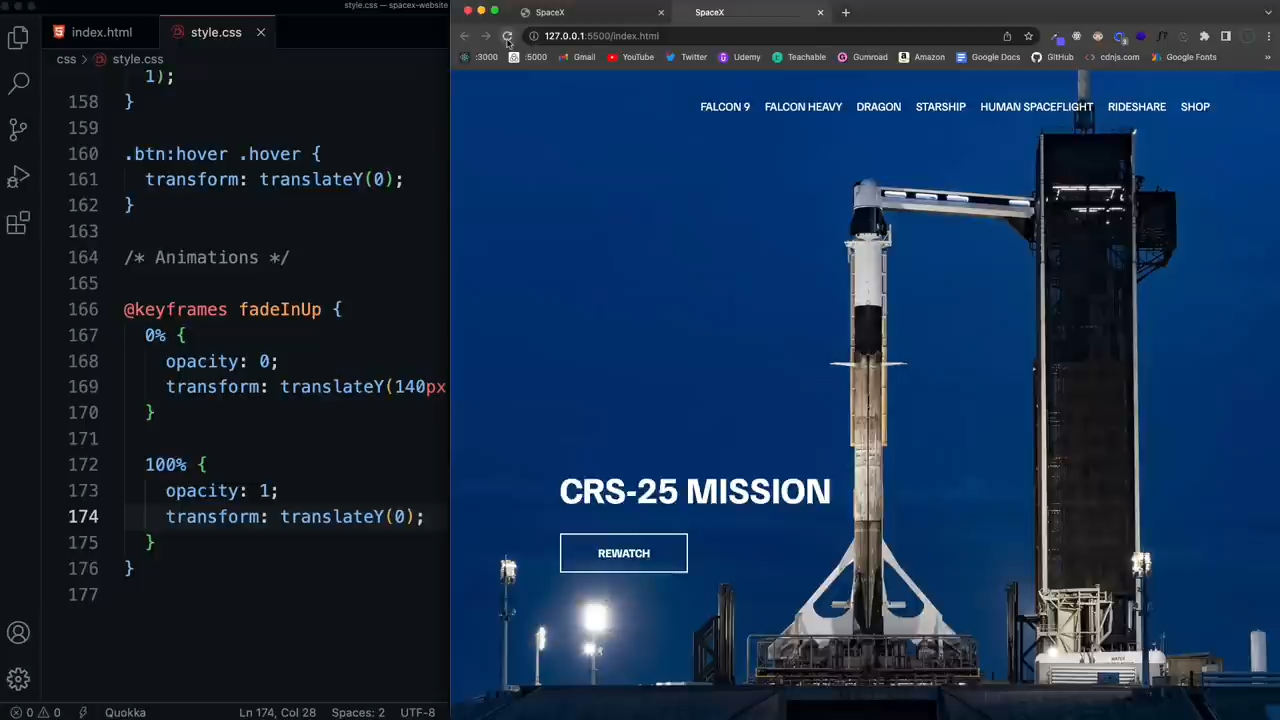 style.css — spacex-website
index.html
style.css
css › style.css
1);
158 }
159
160 .btn:hover .hover {
161 transform: translateY(0);
162 }
163
164 /* Animations */
165
166 @keyframes fadeInUp {
167 0% {
168 opacity: 0;
169 transform: translateY(140px
170 }
171
172 100% {
173 opacity: 1;
174 transform: translateY(0);
175 }
176 }
177
0 0 Quokka Ln 174, Col 28 Spaces: 2 UTF-8
SpaceX
SpaceX
127.0.0.1:5500/index.html
:3000 :5000 Gmail YouTube Twitter Udemy Teachable Gumroad Amazon Google Docs GitHub cdnjs.com Google Fonts »
FALCON 9 FALCON HEAVY DRAGON STARSHIP HUMAN SPACEFLIGHT RIDESHARE SHOP
CRS-25 MISSION
REWATCH